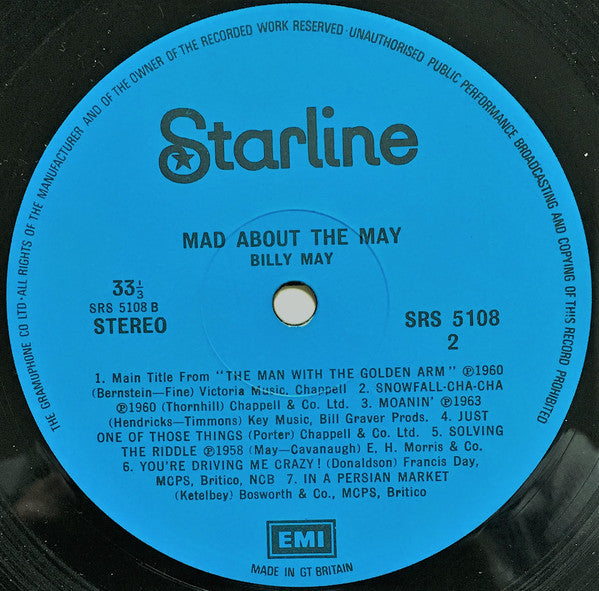 THE GRAMOPHONE CO LTD·ALL RIGHTS OF THE MANUFACTURER AND OF THE OWNER OF THE RECORDED WORK RESERVED·UNAUTHORISED PUBLIC PERFORMANCE BROADCASTING AND COPYING OF THIS RECORD PROHIBITED
Starline
MAD ABOUT THE MAY
BILLY MAY
33⅓
SRS 5108 B
STEREO
SRS 5108
2
1. Main Title From "THE MAN WITH THE GOLDEN ARM" ℗1960
(Bernstein—Fine) Victoria Music, Chappell 2. SNOWFALL-CHA-CHA
℗1960 (Thornhill) Chappell & Co. Ltd. 3. MOANIN' ℗1963
(Hendricks—Timmons) Key Music, Bill Graver Prods. 4. JUST
ONE OF THOSE THINGS (Porter) Chappell & Co. Ltd. 5. SOLVING
THE RIDDLE ℗1958 (May—Cavanaugh) E. H. Morris & Co.
6. YOU'RE DRIVING ME CRAZY! (Donaldson) Francis Day,
MCPS, Britico, NCB 7. IN A PERSIAN MARKET
(Ketelbey) Bosworth & Co., MCPS, Britico
EMI
MADE IN GT·BRITAIN